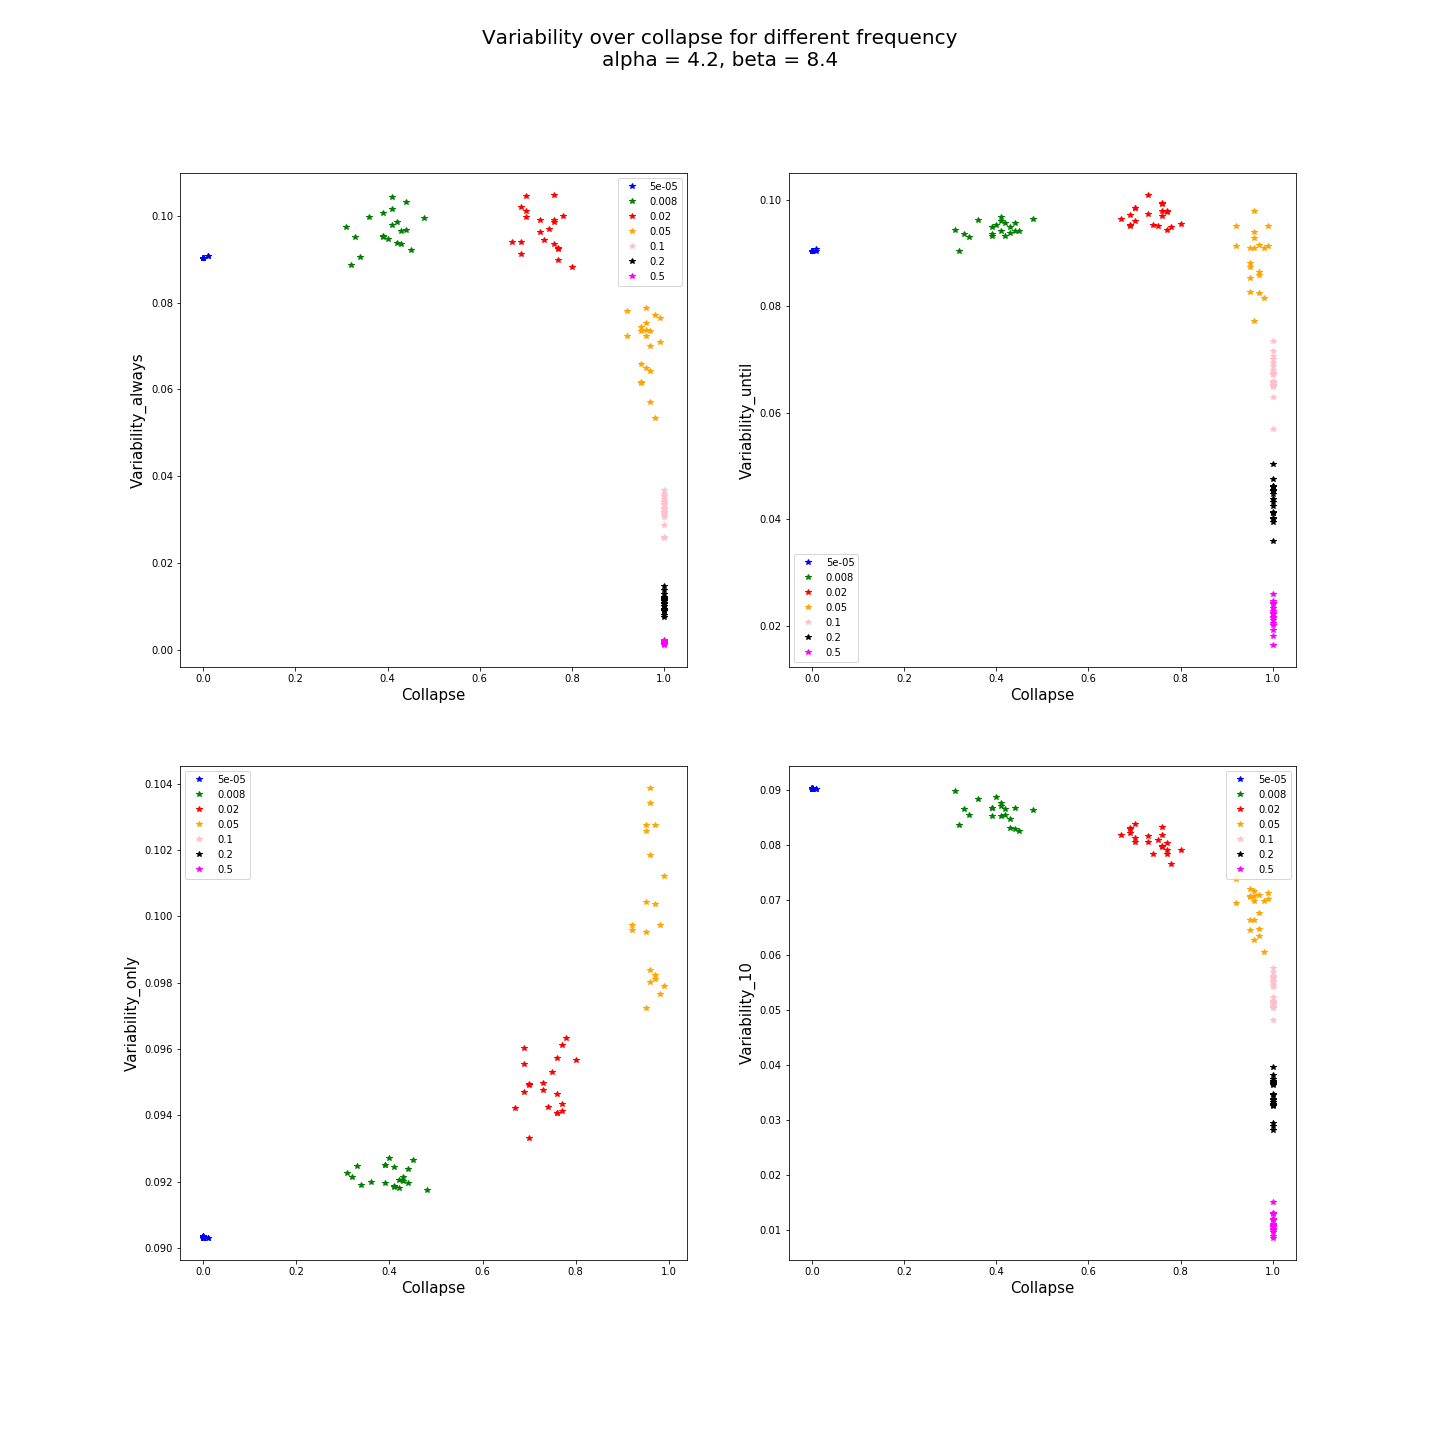 Variability over collapse for different frequency
alpha = 4.2, beta = 8.4
5e-05
0.008
0.02
0.05
0.1
0.2
0.5
0.10
0.08
0.06
0.04
0.02
0.00
Variability_always
0.0 0.2 0.4 0.6 0.8 1.0
Collapse
0.10
0.08
0.06
0.04
0.02
Variability_until
5e-05
0.008
0.02
0.05
0.1
0.2
0.5
0.0 0.2 0.4 0.6 0.8 1.0
Collapse
5e-05
0.008
0.02
0.05
0.1
0.2
0.5
0.104
0.102
0.100
0.098
0.096
0.094
0.092
0.090
Variability_only
0.0 0.2 0.4 0.6 0.8 1.0
Collapse
5e-05
0.008
0.02
0.05
0.1
0.2
0.5
0.09
0.08
0.07
0.06
0.05
0.04
0.03
0.02
0.01
Variability_10
0.0 0.2 0.4 0.6 0.8 1.0
Collapse